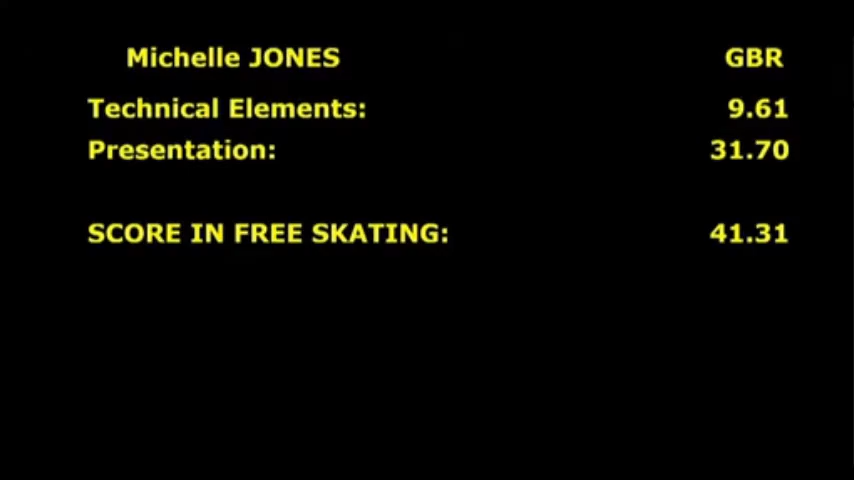 Michelle JONES GBR
Technical Elements: 9.61
Presentation: 31.70
SCORE IN FREE SKATING: 41.31